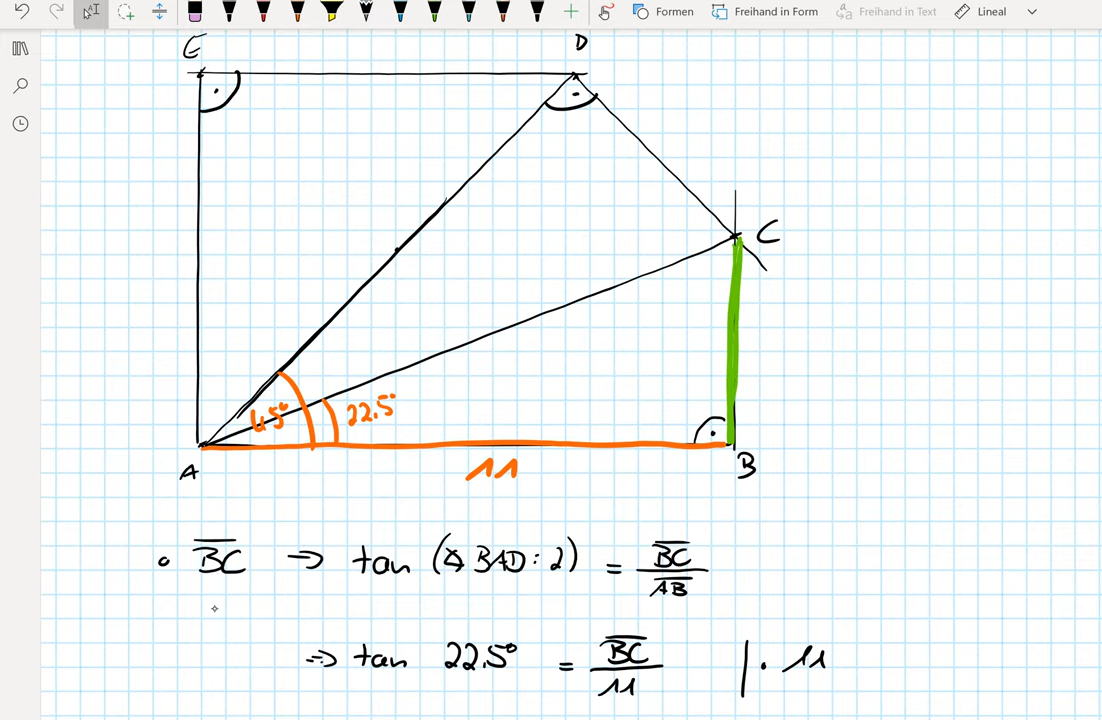 Formen Freihand in Form Freihand in Text Lineal
E D
C
45° 22.5°
A 11 B
∘ BC ⇒ tan (∢ BAD : 2) = BC / AB
⇒ tan 22.5° = BC / 11 | · 11